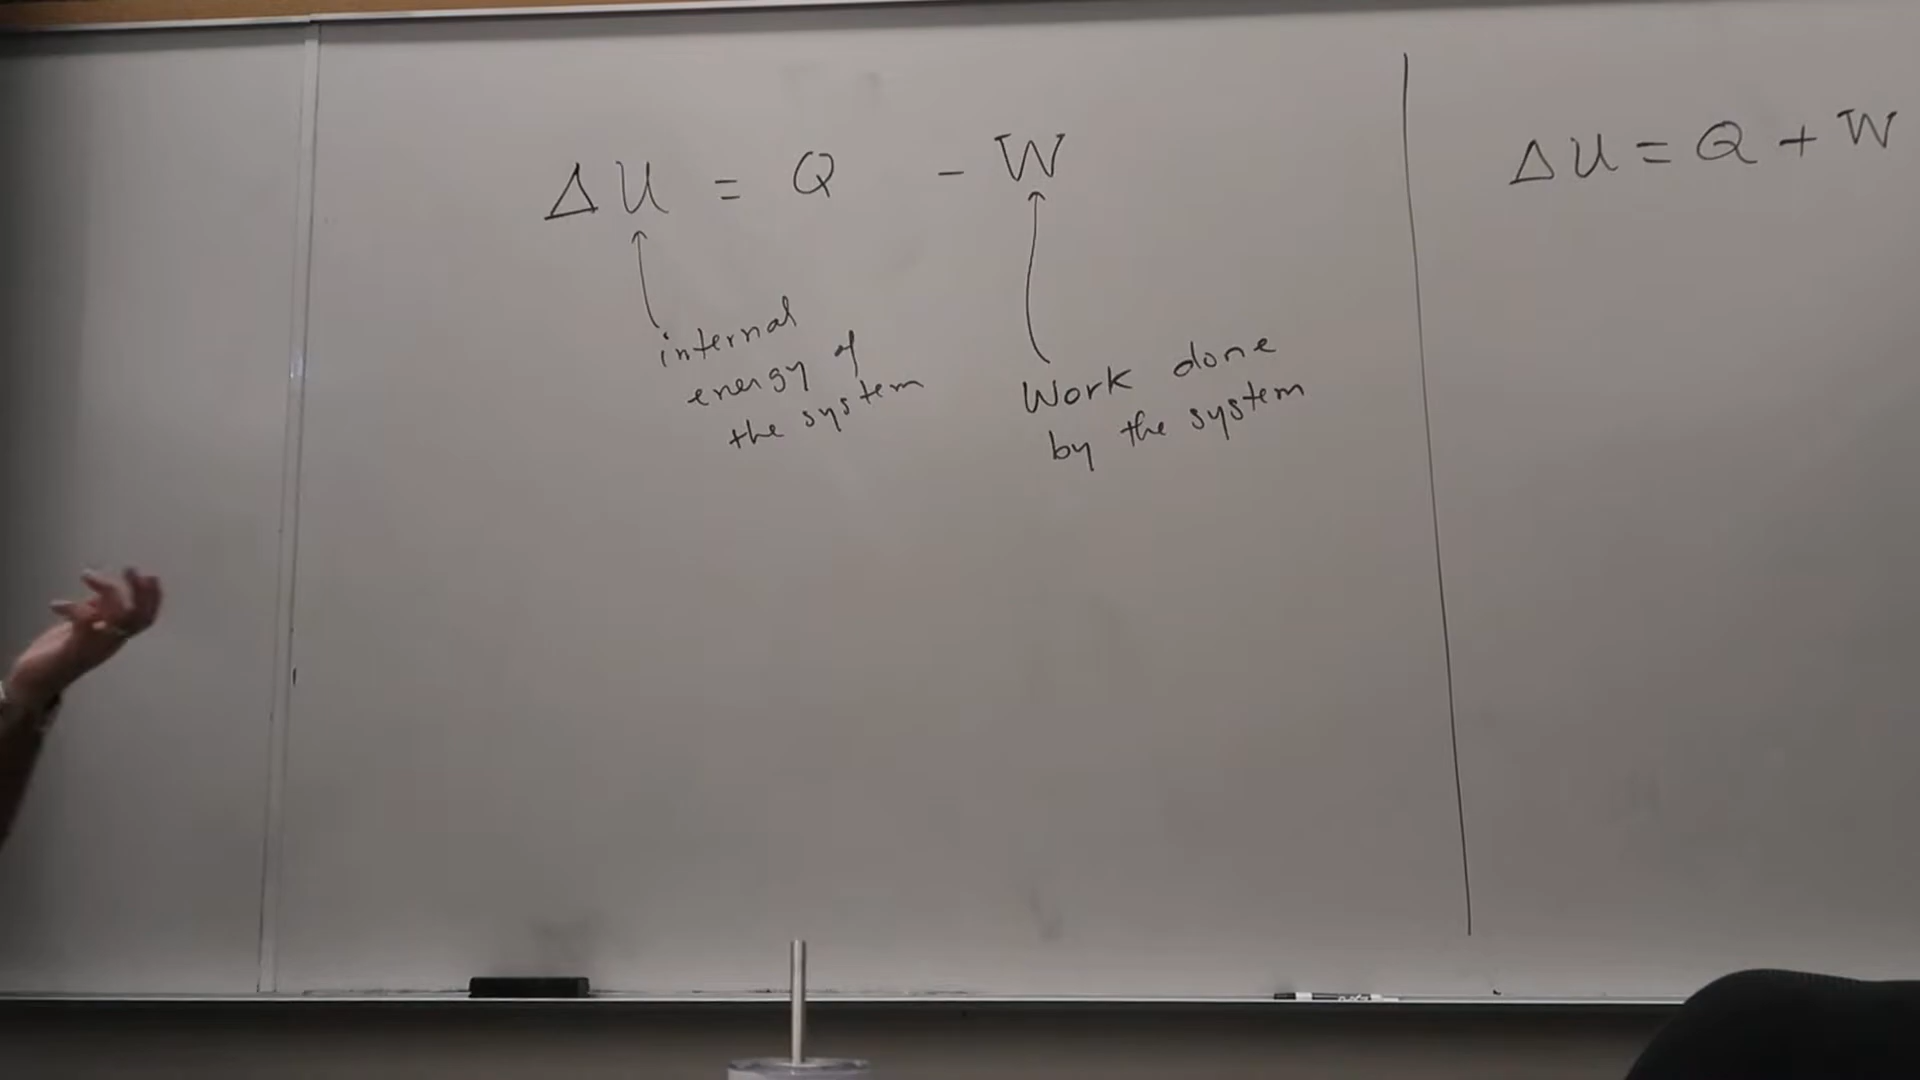 ΔU = Q - W
internal
energy of
the system
Work done
by the system
ΔU = Q + W